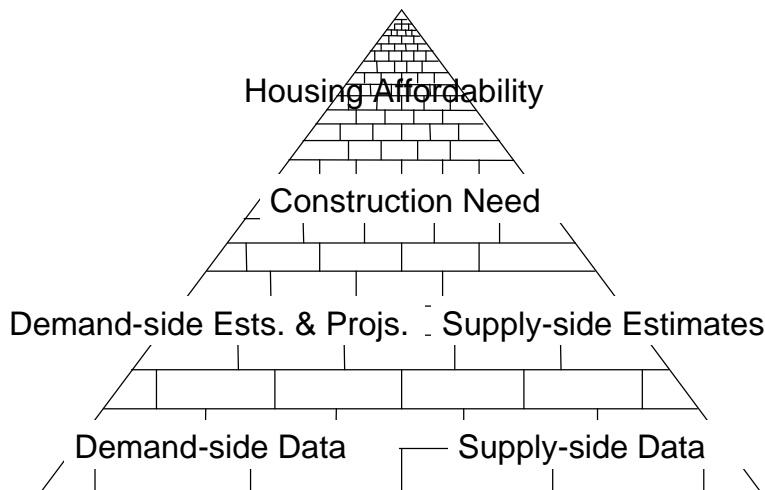 Housing Affordability
Construction Need
Demand-side Ests. & Projs. Supply-side Estimates
Demand-side Data Supply-side Data